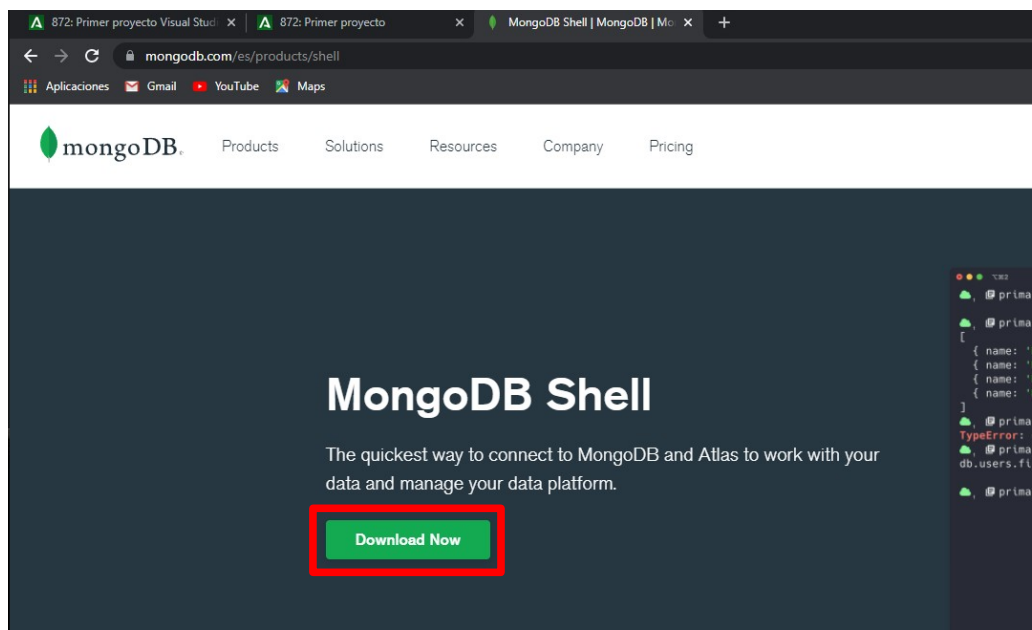 872: Primer proyecto Visual Stud
872: Primer proyecto
MongoDB Shell | MongoDB | Mo
mongodb.com/es/products/shell
Aplicaciones Gmail YouTube Maps
mongoDB.
Products Solutions Resources Company Pricing
prima
prima
[
{ name: '
{ name: '
{ name: '
{ name: '
]
prima
TypeError:
prima
db.users.fi
prima
MongoDB Shell
The quickest way to connect to MongoDB and Atlas to work with your
data and manage your data platform.
Download Now